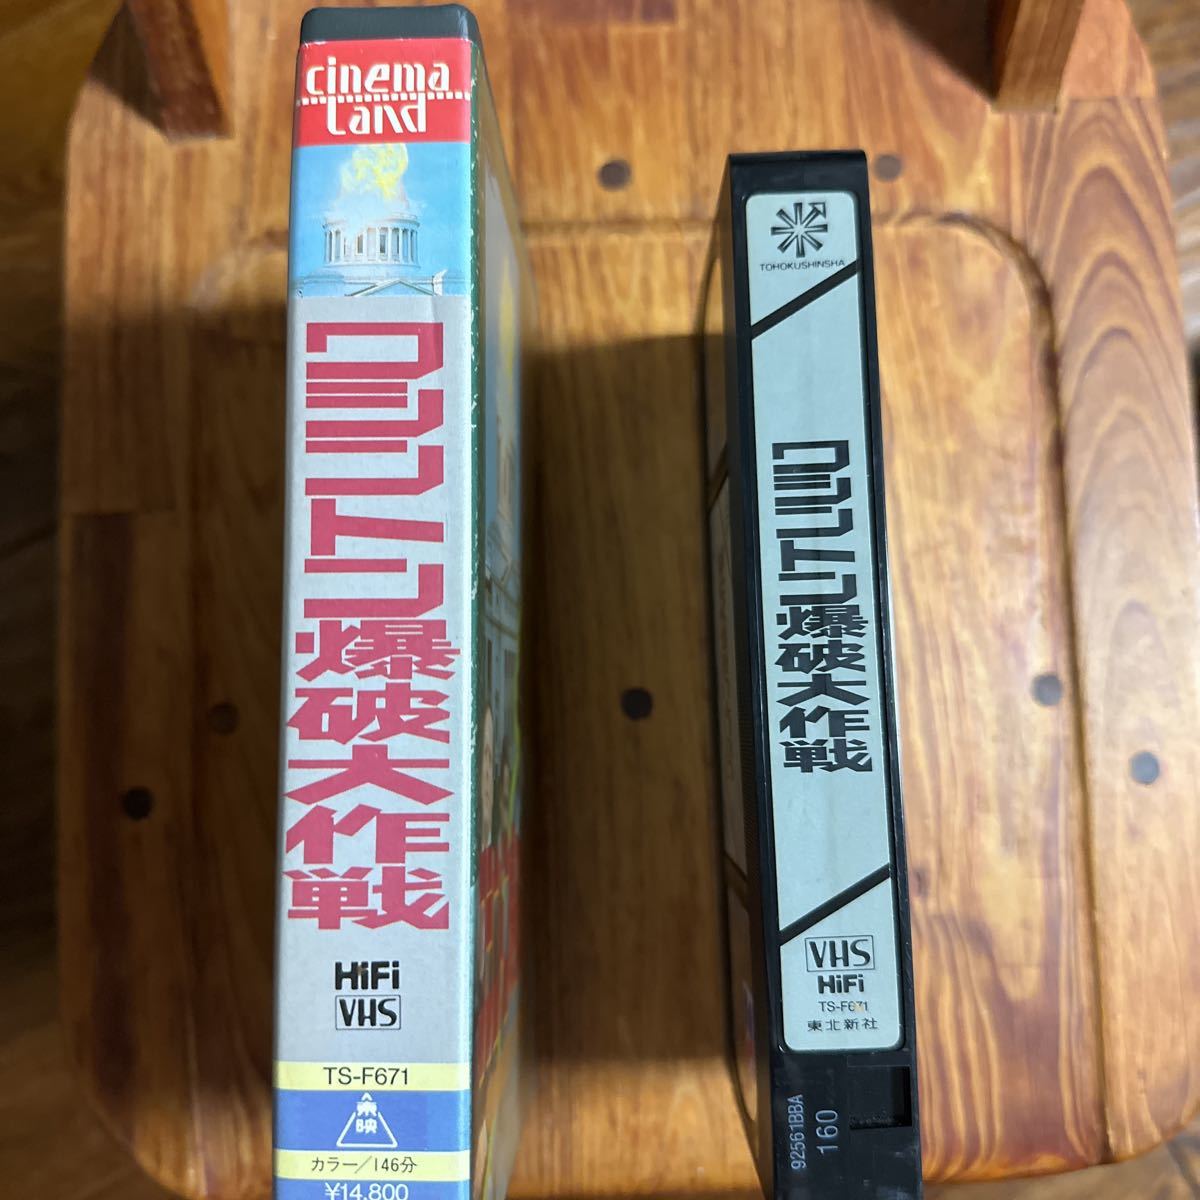 cinema
Land
ワシントン爆破大作戦
HiFi
VHS
TS-F671
東映
カラー/146分
¥14,800
TOHOKUSHINSHA
ワシントン爆破大作戦
VHS
HiFi
TS-F671
東北新社
92561BBA
160